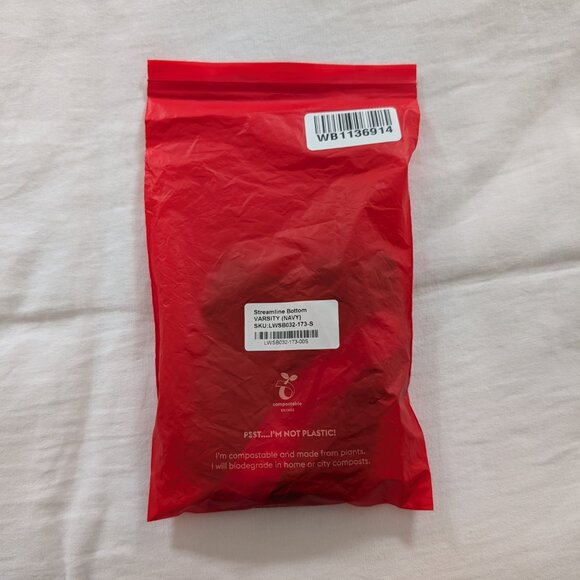 WB1136914
Streamline Bottom
VARSITY (NAVY)
SKU:LWSB032-173-S
LWSB032-173-00S
compostable
PSST....I'M NOT PLASTIC!
I'm compostable and made from plants.
I will biodegrade in home or city composts.